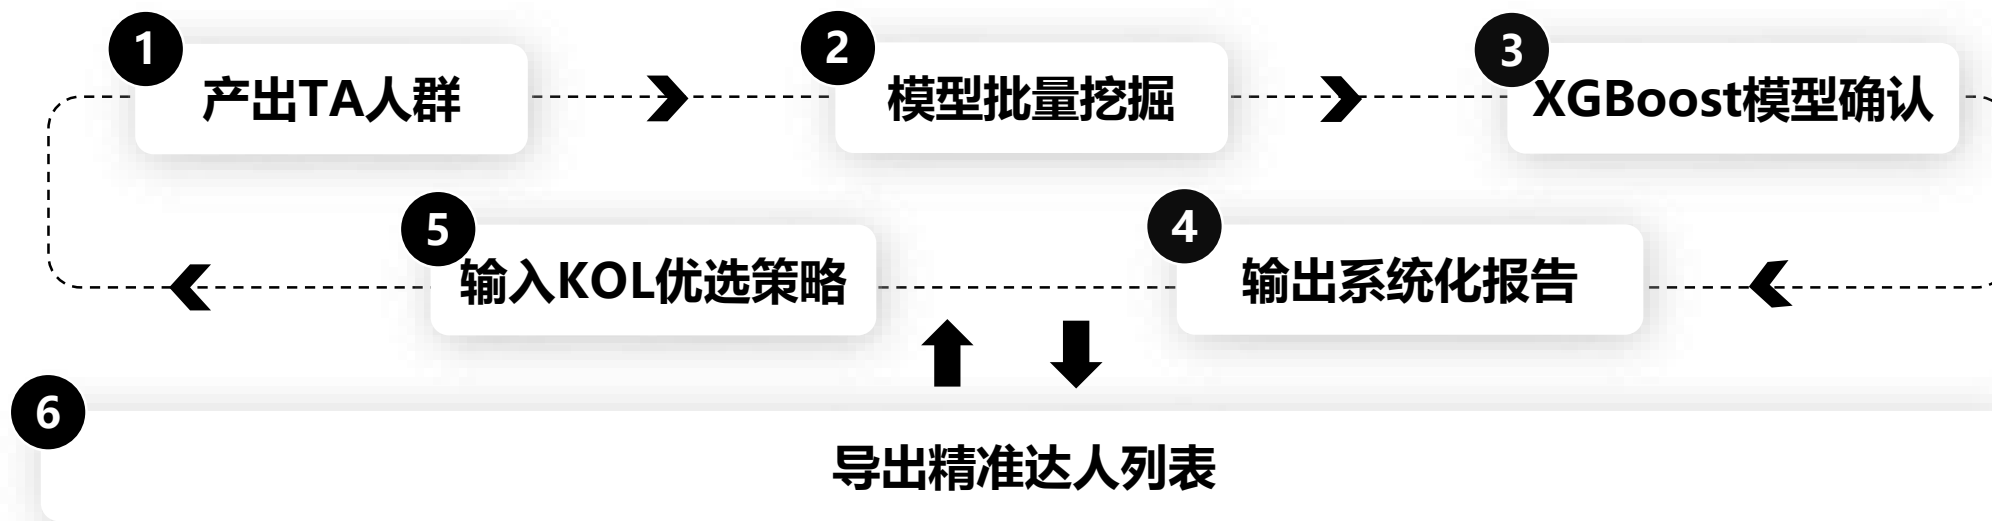 1
产出TA人群
2
模型批量挖掘
3
XGBoost模型确认
4
输出系统化报告
5
输入KOL优选策略
6
导出精准达人列表